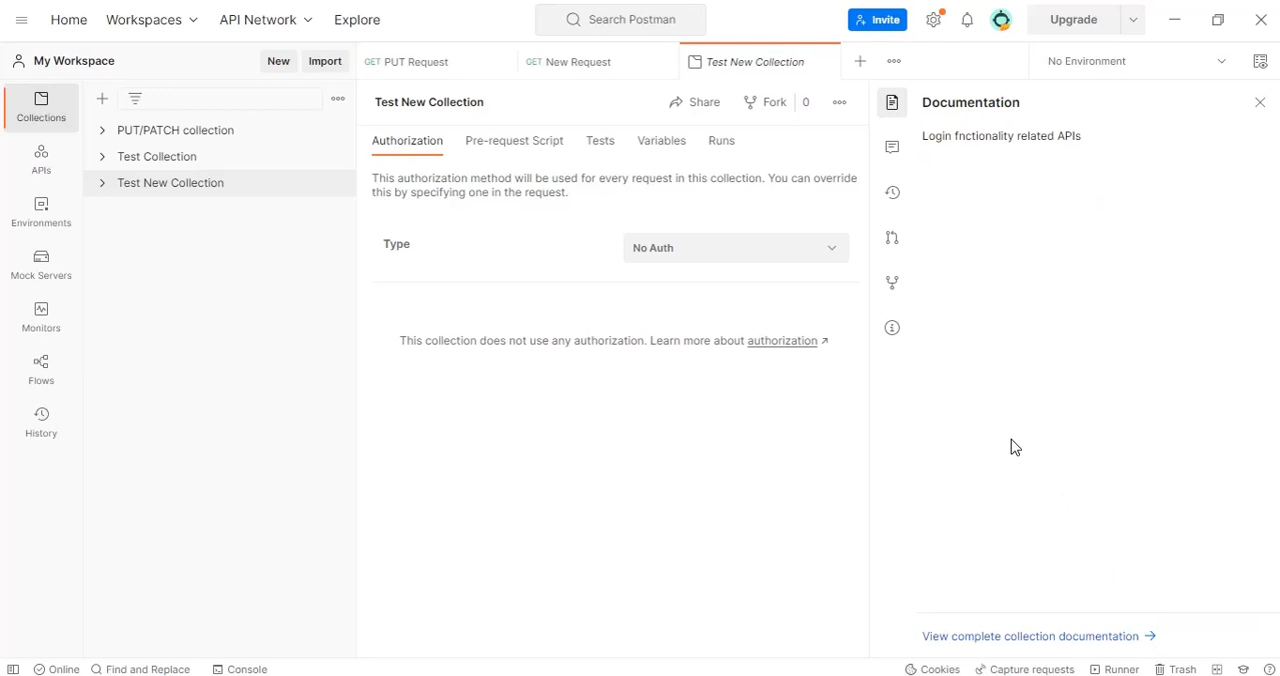 Home Workspaces API Network Explore Search Postman Invite Upgrade
My Workspace New Import GET PUT Request GET New Request Test New Collection No Environment
Collections
APIs
Environments
Mock Servers
Monitors
Flows
History
PUT/PATCH collection
Test Collection
Test New Collection
Test New Collection Share Fork 0
Authorization Pre-request Script Tests Variables Runs
This authorization method will be used for every request in this collection. You can override
this by specifying one in the request.
Type No Auth
This collection does not use any authorization. Learn more about authorization
Documentation
Login fnctionality related APIs
View complete collection documentation
Online Find and Replace Console Cookies Capture requests Runner Trash